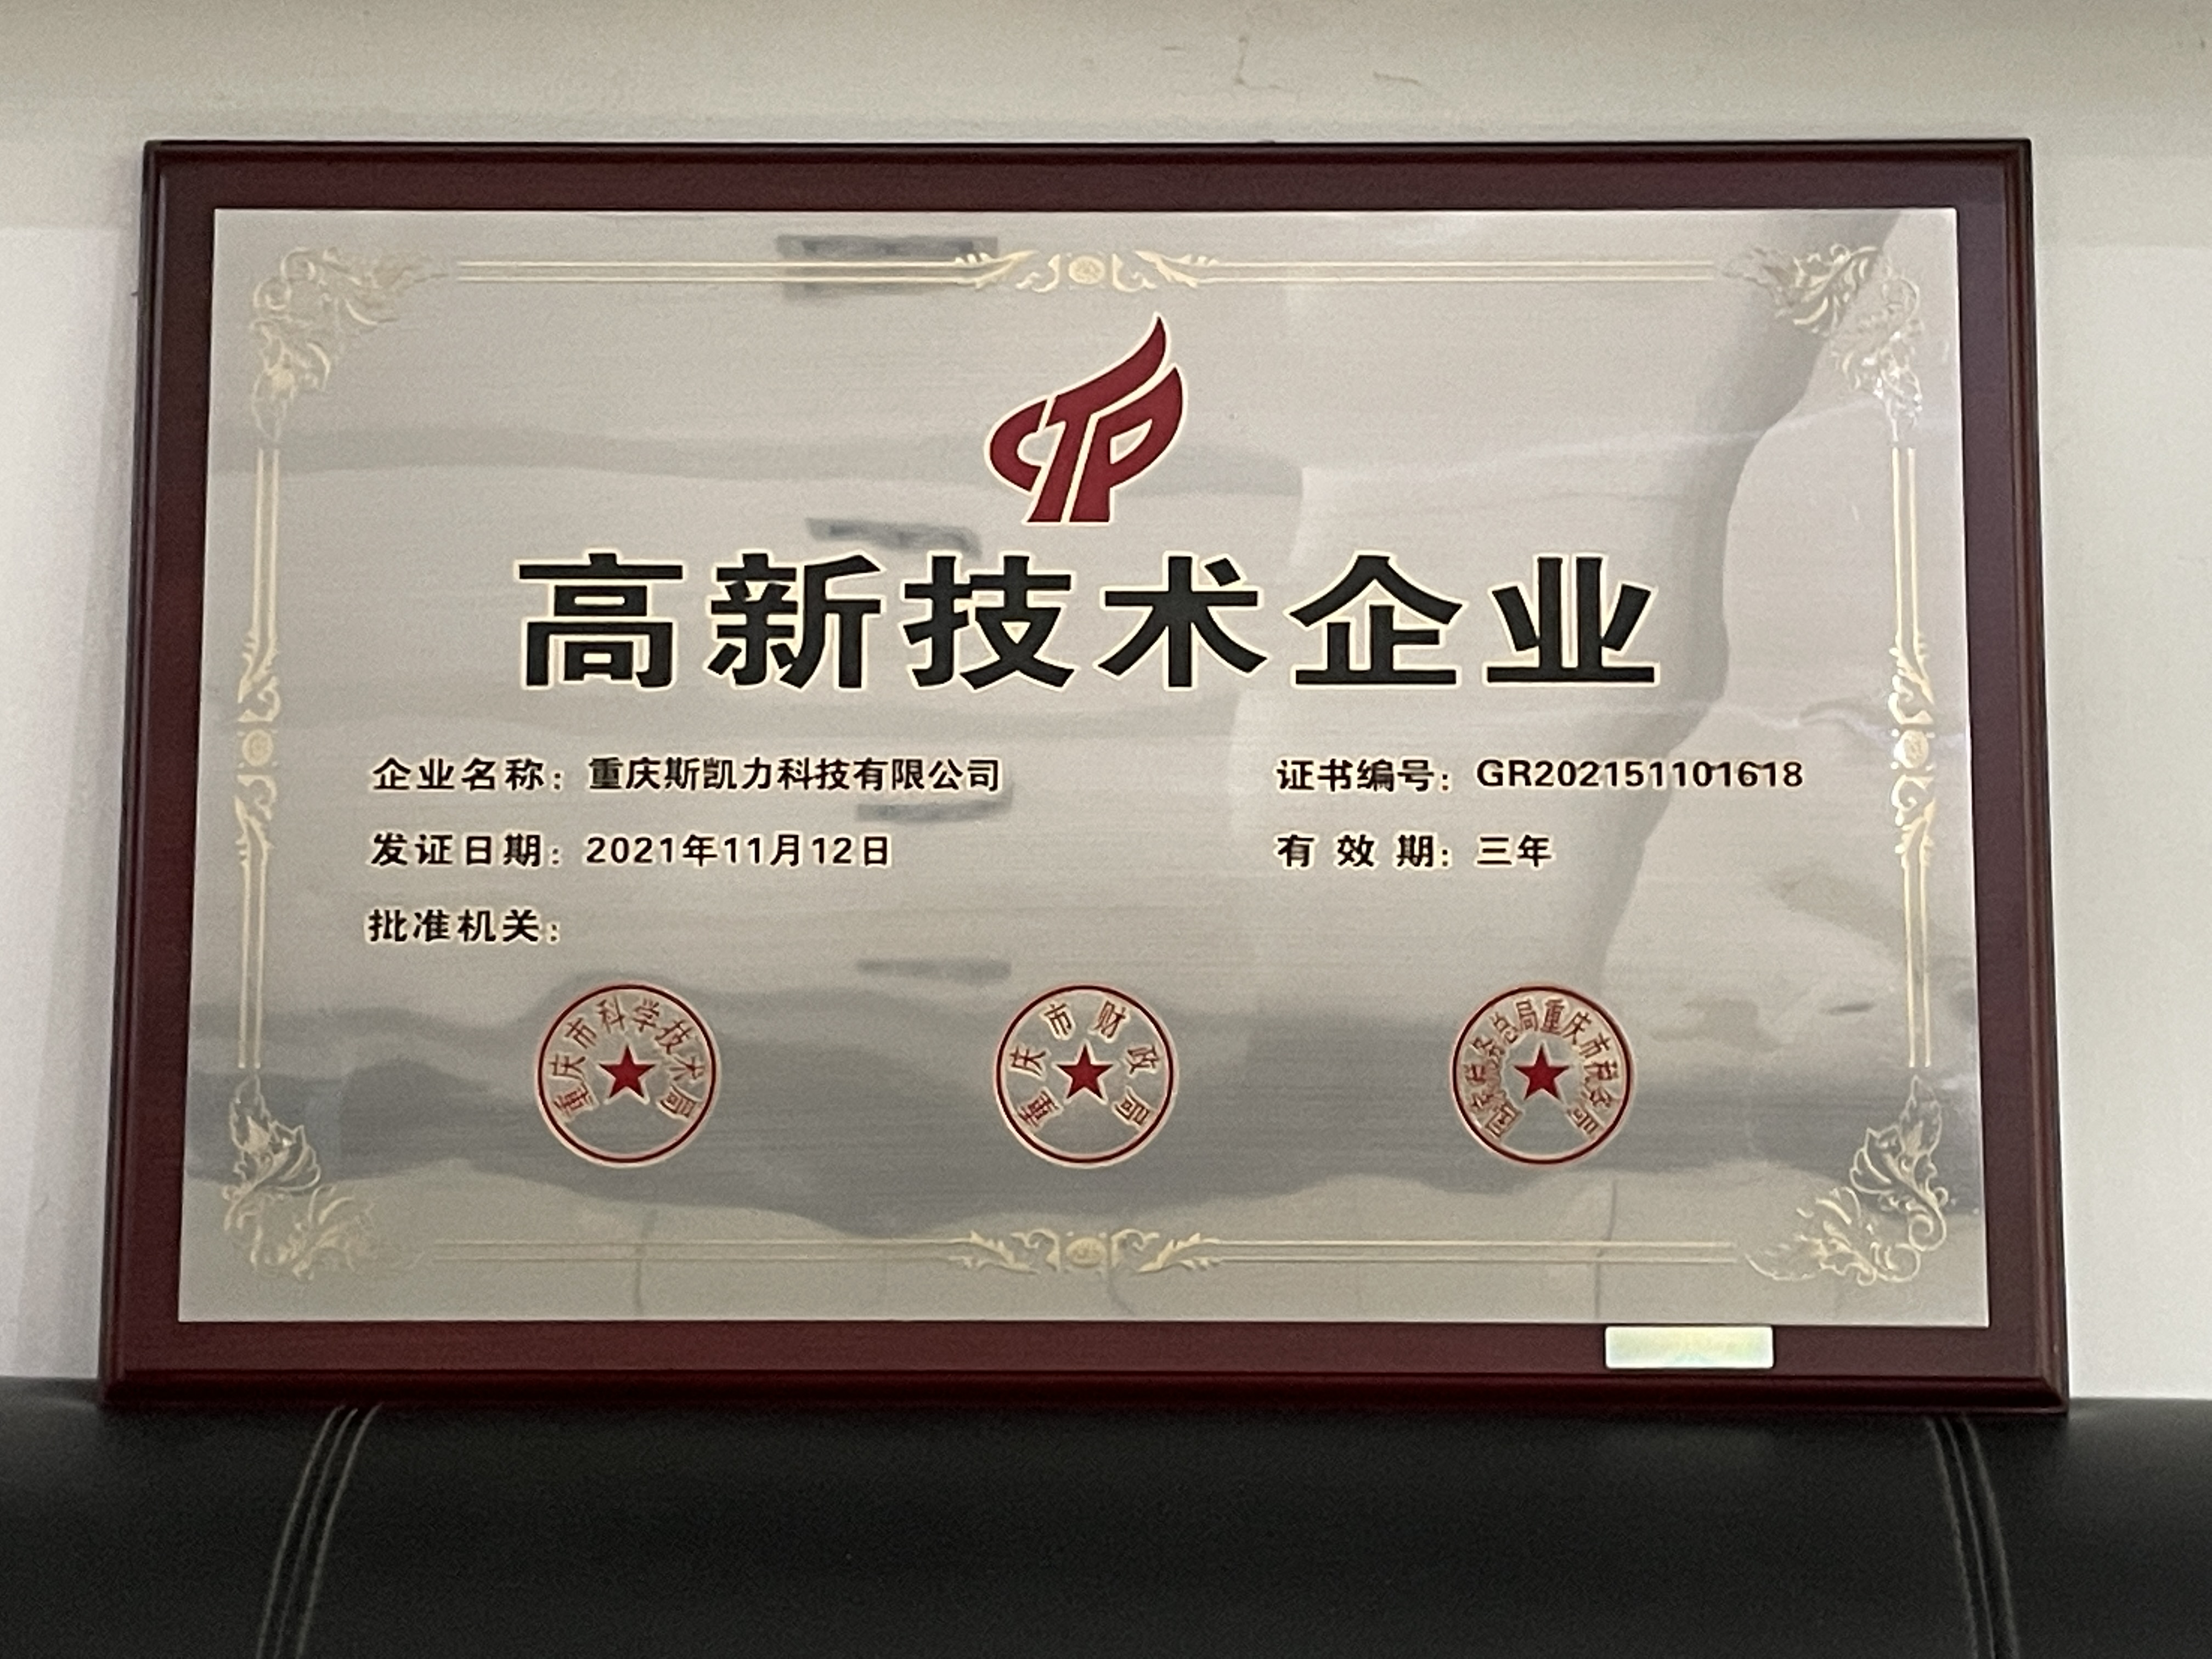 高新技术企业
企业名称：重庆斯凯力科技有限公司
证书编号：GR202151101618
发证日期：2021年11月12日
有效期：三年
批准机关：
重庆市科学技术局
重庆市财政局
国家税务总局重庆市税务局